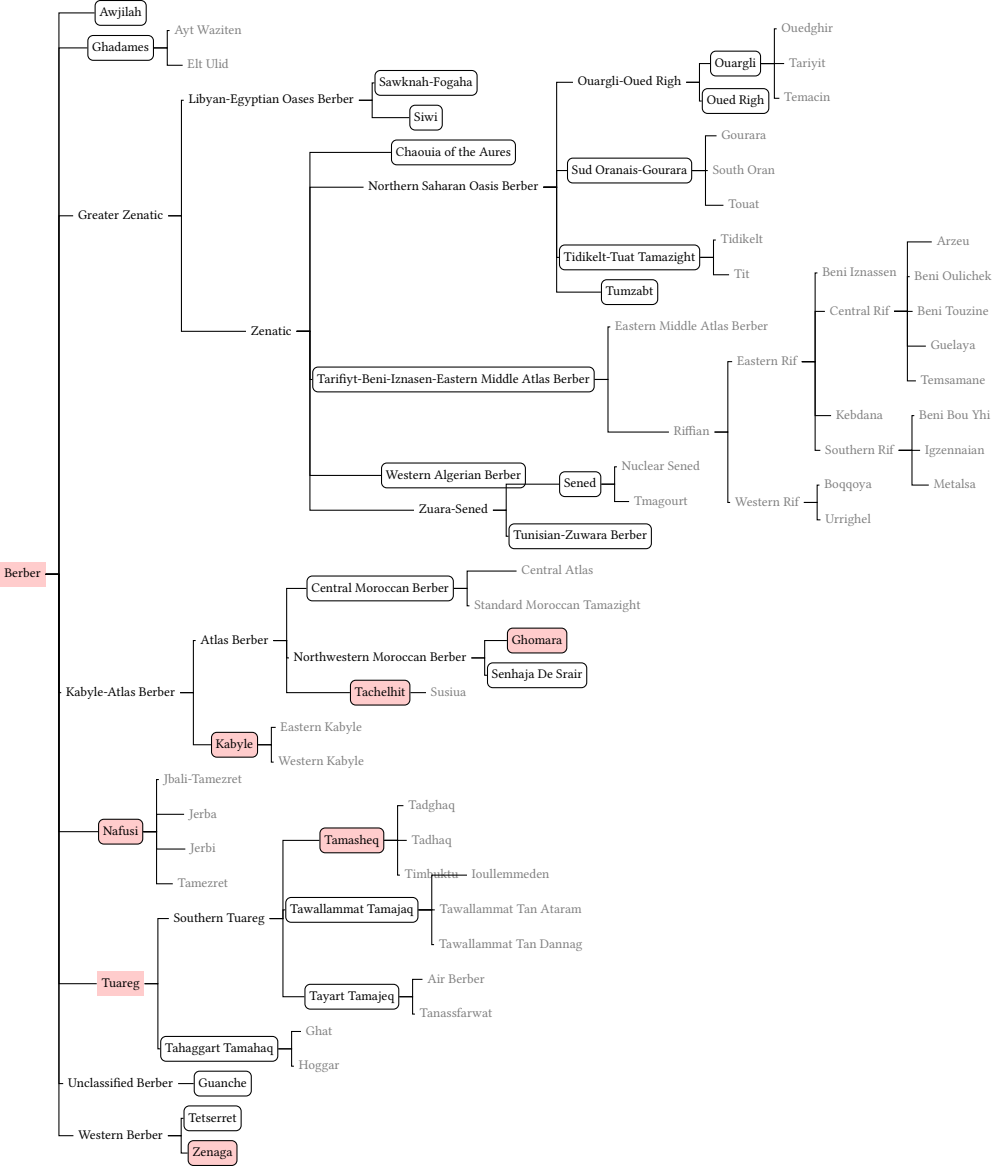 Awjilah
Ayt Waziten
Ghadames
Elt Ulid
Ouedghir
Ouargli
Tariyit
Ouargli-Oued Righ
Sawknah-Fogaha
Libyan-Egyptian Oases Berber
Oued Righ
Temacin
Siwi
Gourara
Chaouia of the Aures
Sud Oranais-Gourara
South Oran
Northern Saharan Oasis Berber
Touat
Greater Zenatic
Tidikelt
Arzeu
Tidikelt-Tuat Tamazight
Tit
Beni Iznassen
Beni Oulichek
Tumzabt
Central Rif
Beni Touzine
Eastern Middle Atlas Berber
Zenatic
Guelaya
Eastern Rif
Tarifiyt-Beni-Iznasen-Eastern Middle Atlas Berber
Temsamane
Kebdana
Beni Bou Yhi
Riffian
Southern Rif
Igzennaian
Nuclear Sened
Western Algerian Berber
Sened
Boqqoya
Metalsa
Tmagourt
Western Rif
Zuara-Sened
Urrighel
Tunisian-Zuwara Berber
Berber
Central Atlas
Central Moroccan Berber
Standard Moroccan Tamazight
Atlas Berber
Ghomara
Northwestern Moroccan Berber
Senhaja De Srair
Kabyle-Atlas Berber
Tachelhit
Susiua
Eastern Kabyle
Kabyle
Western Kabyle
Jbali-Tamezret
Tadghaq
Jerba
Nafusi
Tamasheq
Tadhaq
Jerbi
Timbuktu
Ioullemmeden
Tamezret
Tawallammat Tamajaq
Tawallammat Tan Ataram
Southern Tuareg
Tawallammat Tan Dannag
Tuareg
Air Berber
Tayart Tamajeq
Tanassfarwat
Ghat
Tahaggart Tamahaq
Hoggar
Unclassified Berber
Guanche
Tetserret
Western Berber
Zenaga